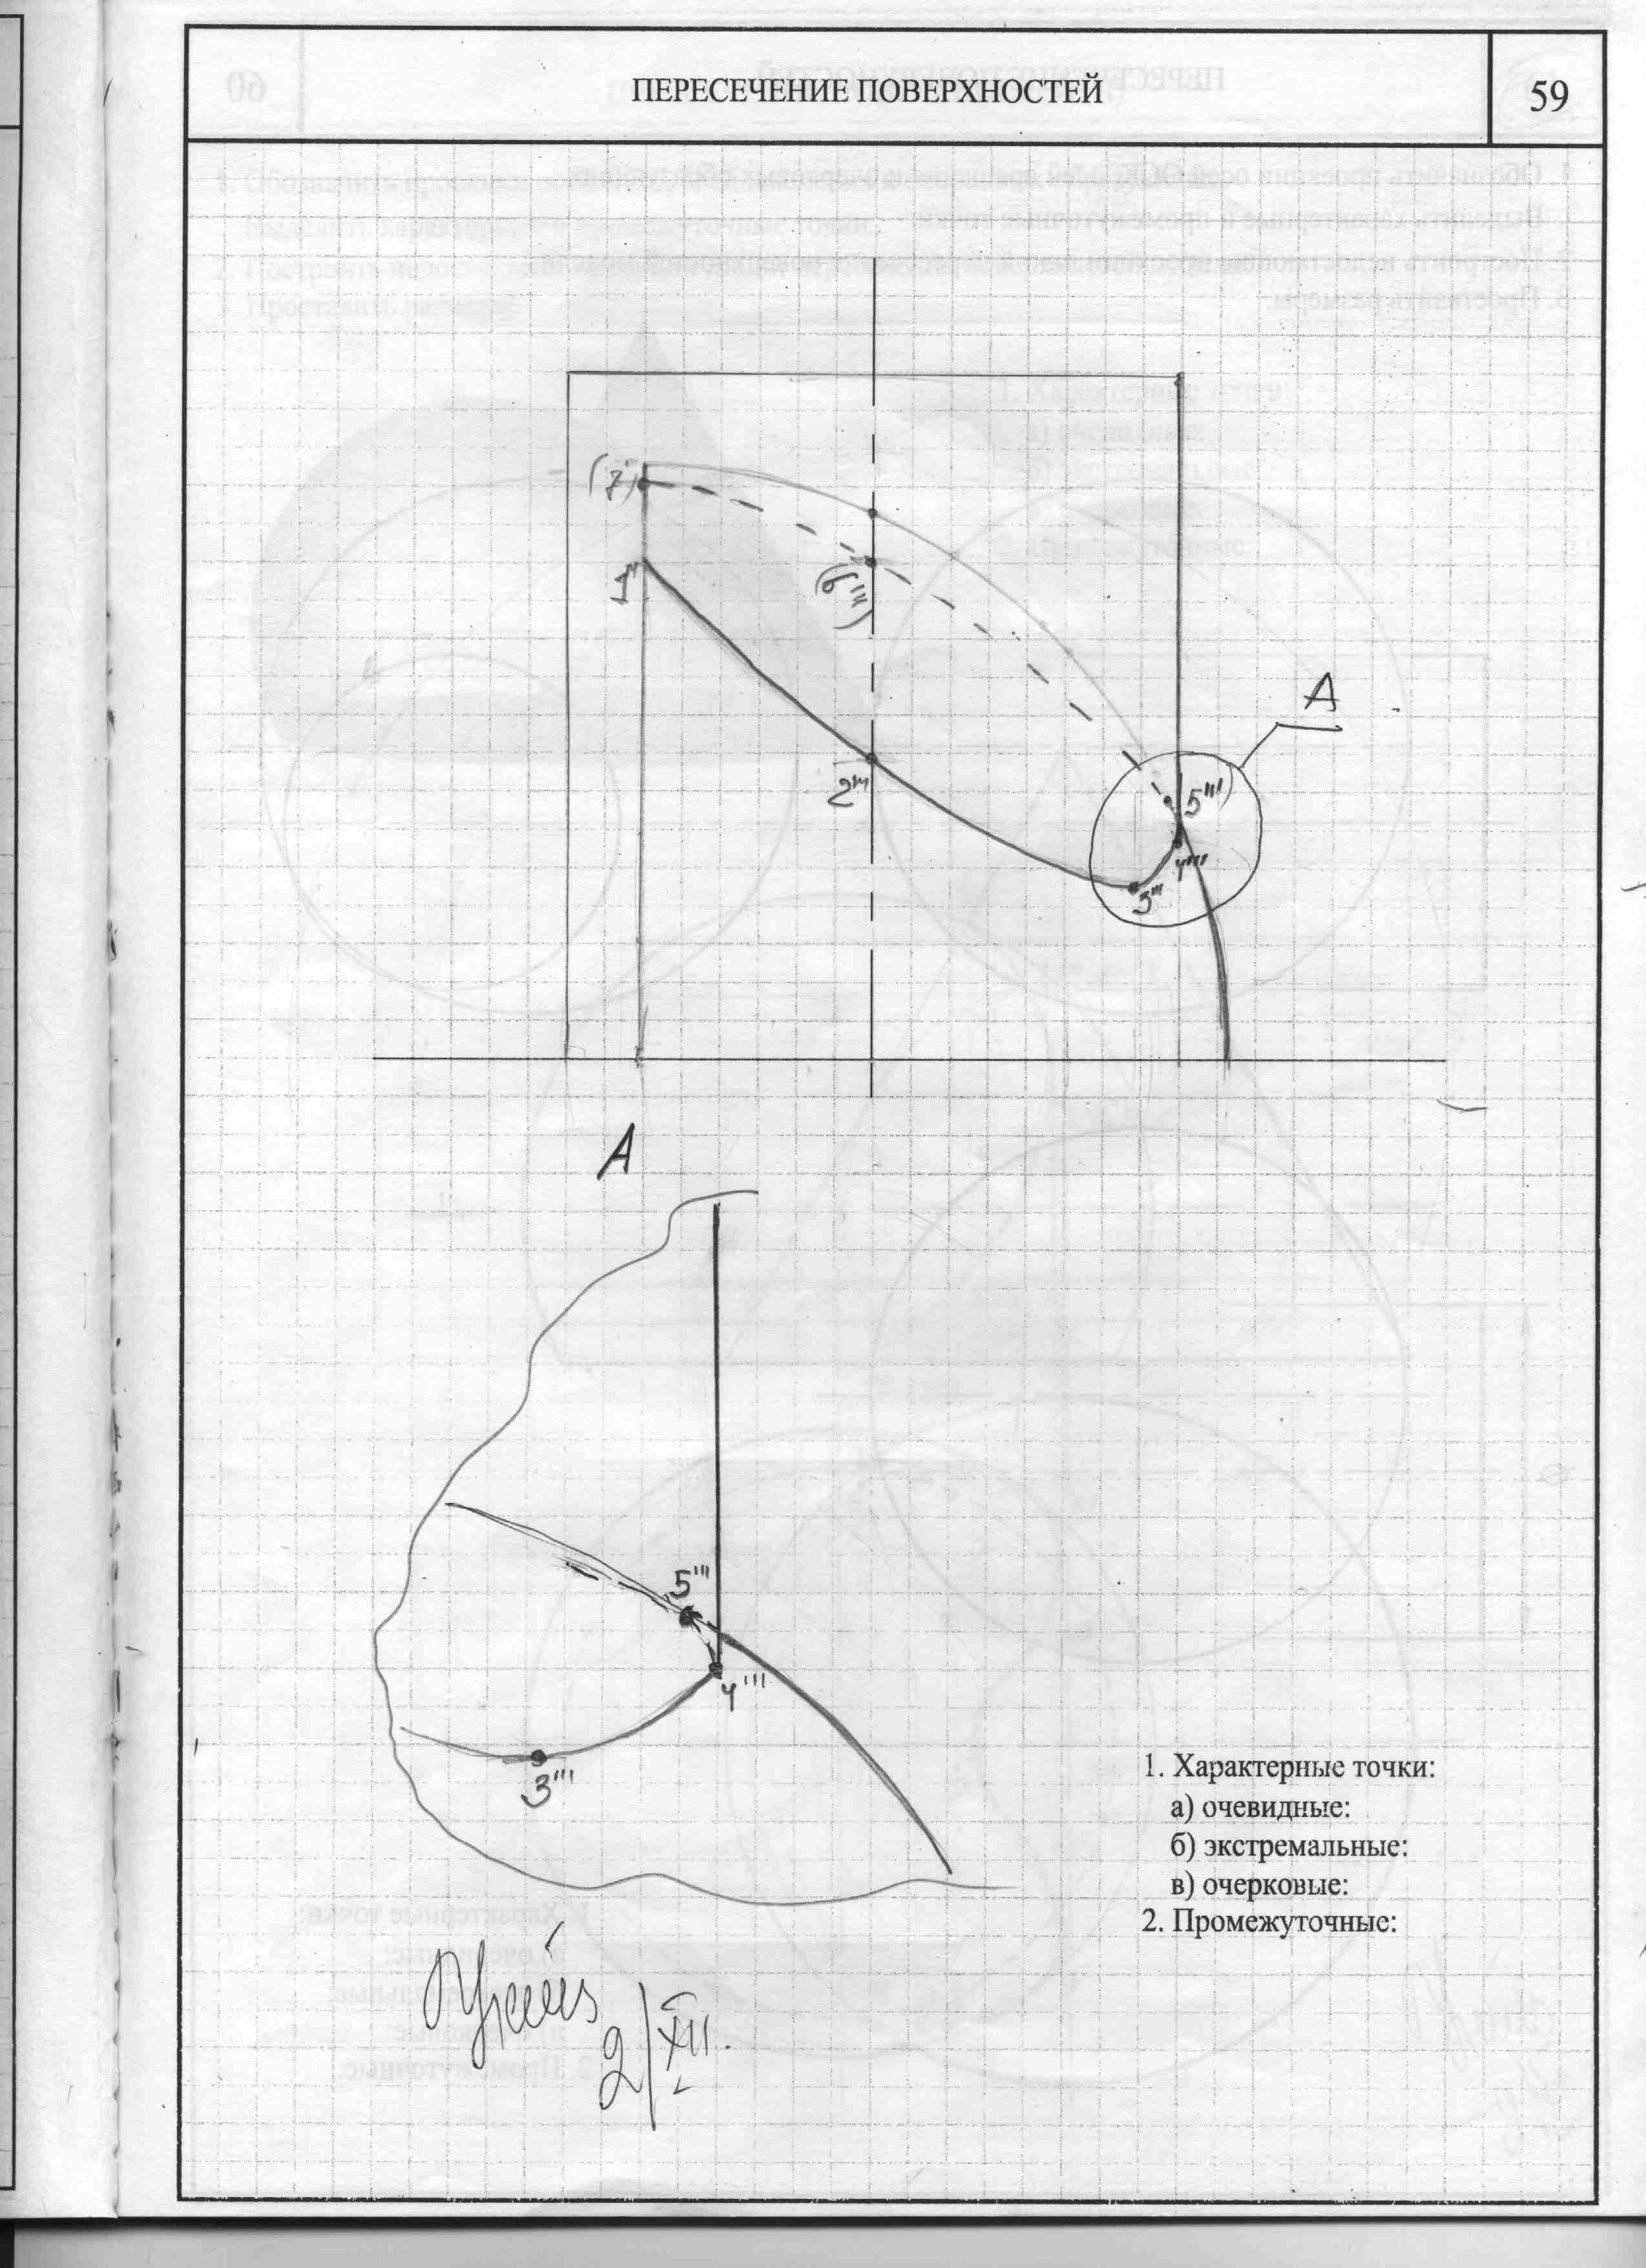 ПЕРЕСЕЧЕНИЕ ПОВЕРХНОСТЕЙ
59
(7")
1"
(6''')
2'''
A
5'''
4'''
3'''
A
5'''
4'''
3'''
1. Характерные точки:
а) очевидные:
б) экстремальные:
в) очерковые:
2. Промежуточные:
2/XII.